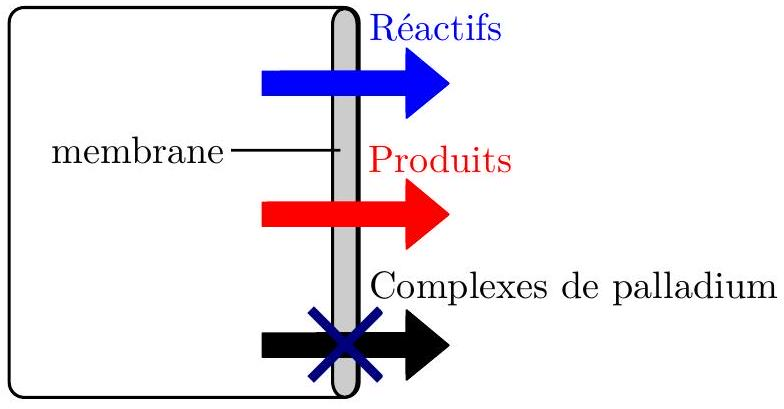 Réactifs
membrane
Produits
Complexes de palladium